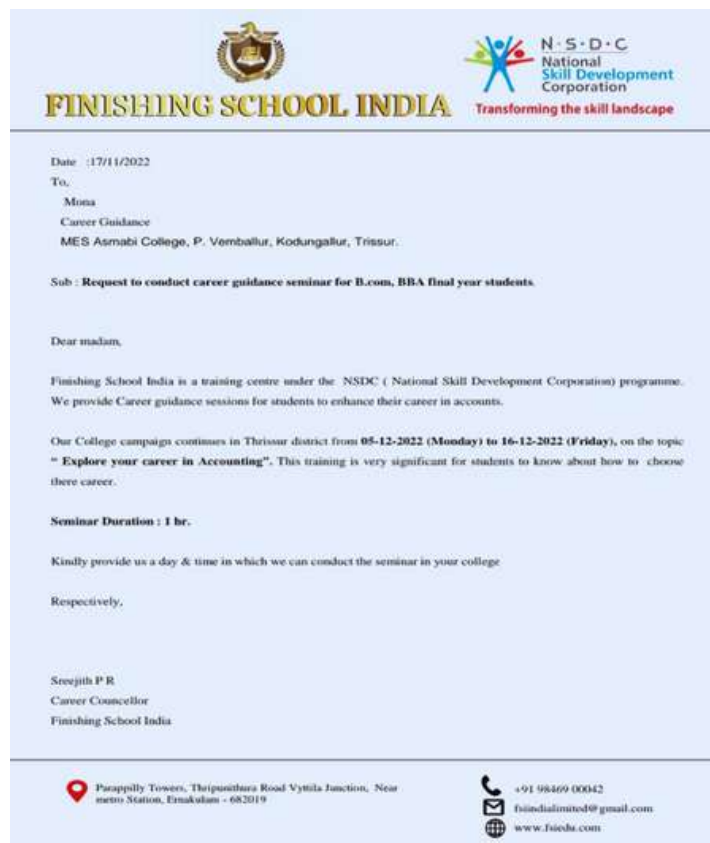 FINISHING SCHOOL INDIA
N·S·D·C
National
Skill Development
Corporation
Transforming the skill landscape
Date :17/11/2022
To,
Mona
Career Guidance
MES Asmabi College, P. Vemballur, Kodungallur, Trissur.
Sub : Request to conduct career guidance seminar for B.com, BBA final year students.
Dear madam,
Finishing School India is a training centre under the NSDC ( National Skill Development Corporation) programme.
We provide Career guidance sessions for students to enhance their career in accounts.
Our College campaign continues in Thrissur district from 05-12-2022 (Monday) to 16-12-2022 (Friday), on the topic
“ Explore your career in Accounting”. This training is very significant for students to know about how to choose
there career.
Seminar Duration : 1 hr.
Kindly provide us a day & time in which we can conduct the seminar in your college
Respectively,
Sreejith P R
Career Councellor
Finishing School India
Parappilly Towers, Thripunithura Road Vyttila Junction, Near
metro Station, Ernakulam - 682019
+91 98469 00042
fsiindialimited@gmail.com
www.fsiedu.com